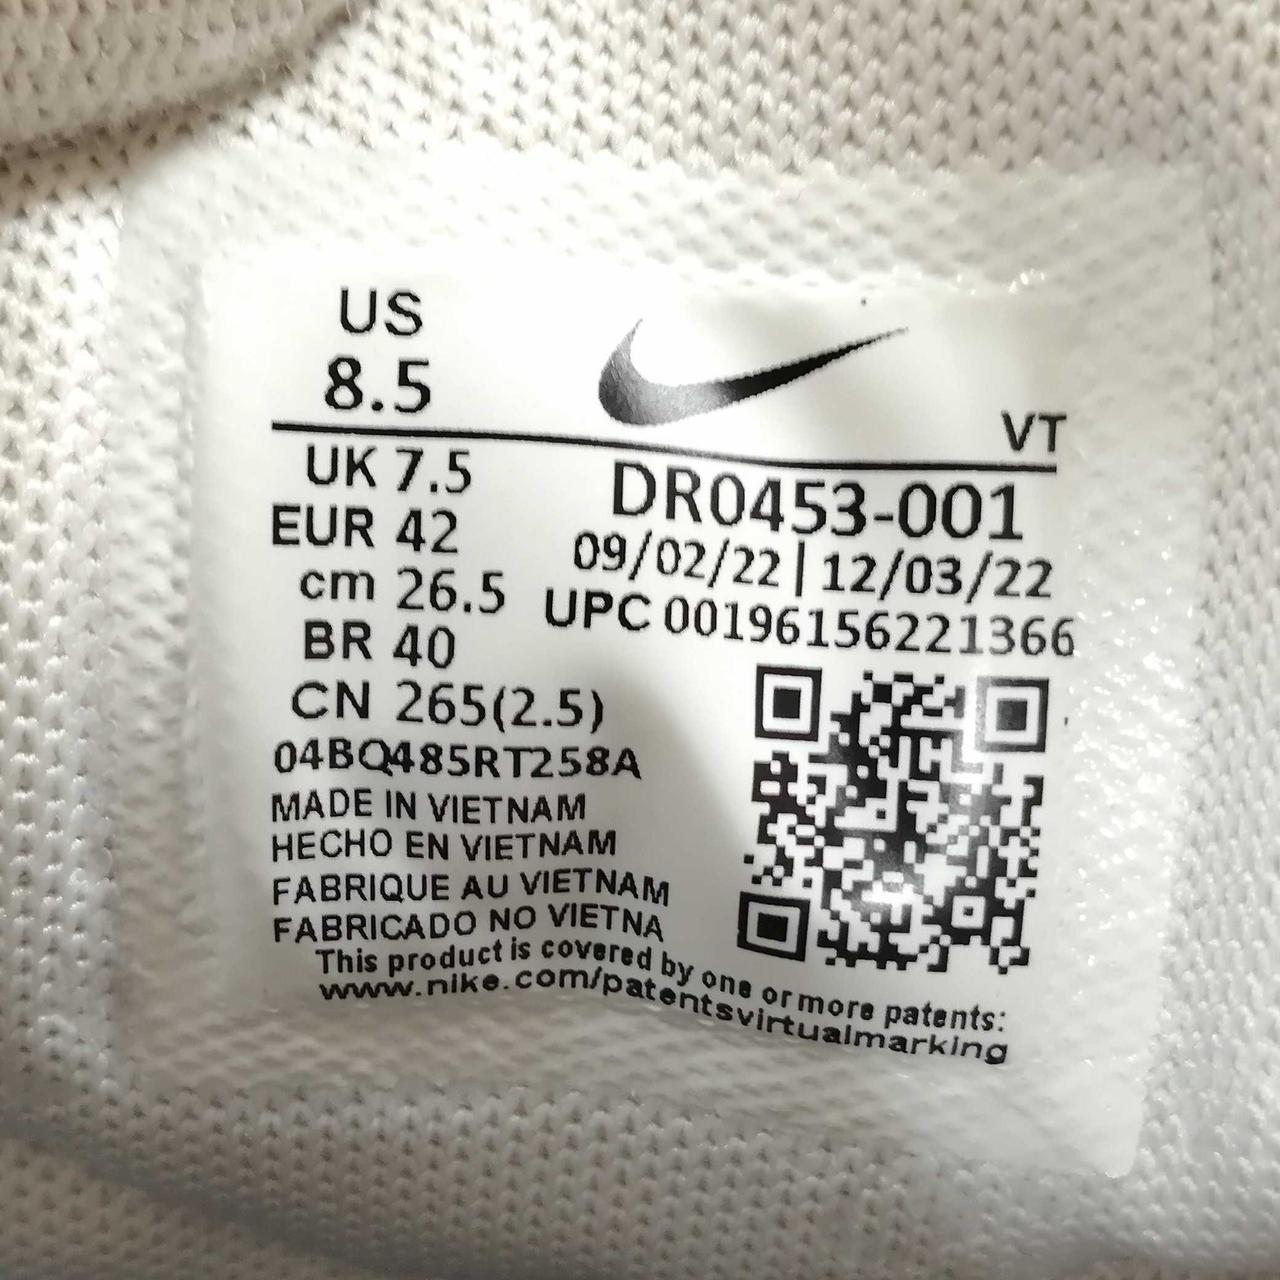 US
8.5
VT
UK 7.5
EUR 42
cm 26.5
BR 40
CN 265(2.5)
DR0453-001
09/02/22 | 12/03/22
UPC 00196156221366
04BQ485RT258A
MADE IN VIETNAM
HECHO EN VIETNAM
FABRIQUE AU VIETNAM
FABRICADO NO VIETNA
This product is covered by one or more patents:
www.nike.com/patentsvirtualmarking